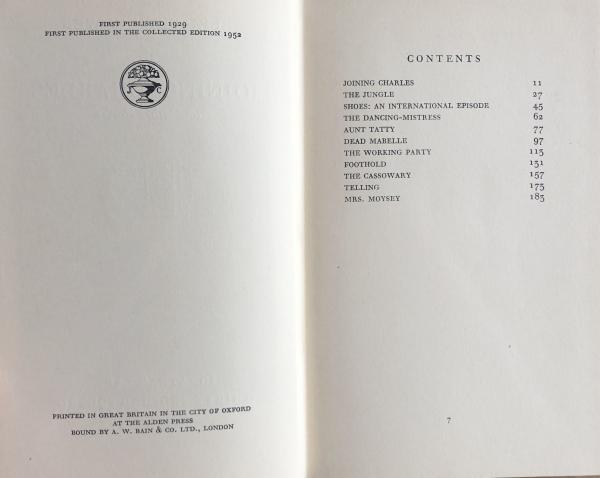 FIRST PUBLISHED 1929
FIRST PUBLISHED IN THE COLLECTED EDITION 1952
J C
PRINTED IN GREAT BRITAIN IN THE CITY OF OXFORD
AT THE ALDEN PRESS
BOUND BY A. W. BAIN & CO. LTD., LONDON
CONTENTS
JOINING CHARLES 11
THE JUNGLE 27
SHOES: AN INTERNATIONAL EPISODE 45
THE DANCING-MISTRESS 62
AUNT TATTY 77
DEAD MABELLE 97
THE WORKING PARTY 113
FOOTHOLD 131
THE CASSOWARY 157
TELLING 175
MRS. MOYSEY 183
7